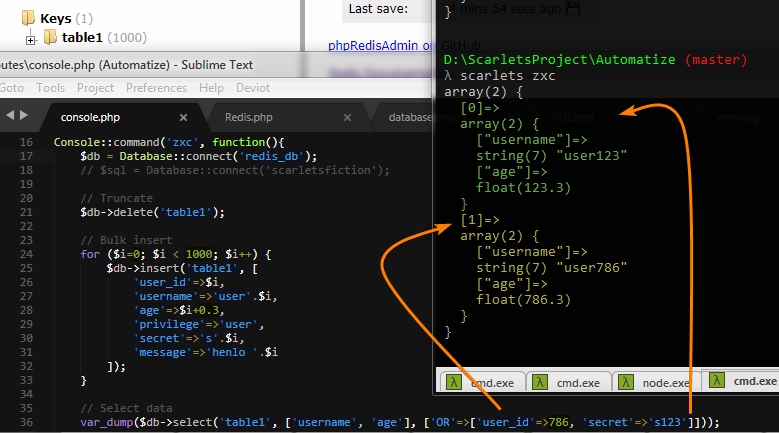 Keys (1)
table1 (1000)
Last save:
mins 54 secs ago
phpRedisAdmin on GitHub
outes\console.php (Automatize) - Sublime Text
Goto Tools Project Preferences Help Deviot
console.php
Redis.php
database.php
SQL.php
error.log
16 Console::command('zxc', function(){
17 $db = Database::connect('redis_db');
18 // $sql = Database::connect('scarletsfiction');
19
20 // Truncate
21 $db->delete('table1');
22
23 // Bulk insert
24 for ($i=0; $i < 1000; $i++) {
25 $db->insert('table1', [
26 'user_id'=>$i,
27 'username'=>'user'.$i,
28 'age'=>$i+0.3,
29 'privilege'=>'user',
30 'secret'=>'s'.$i,
31 'message'=>'henlo '.$i
32 ]);
33 }
34
35 // Select data
36 var_dump($db->select('table1', ['username', 'age'], ['OR'=>['user_id'=>786, 'secret'=>'s123']]));
}
D:\ScarletsProject\Automatize (master)
λ scarlets zxc
array(2) {
[0]=>
array(2) {
["username"]=>
string(7) "user123"
["age"]=>
float(123.3)
}
[1]=>
array(2) {
["username"]=>
string(7) "user786"
["age"]=>
float(786.3)
}
}
λ cmd.exe
λ cmd.exe
λ node.exe
λ cmd.exe